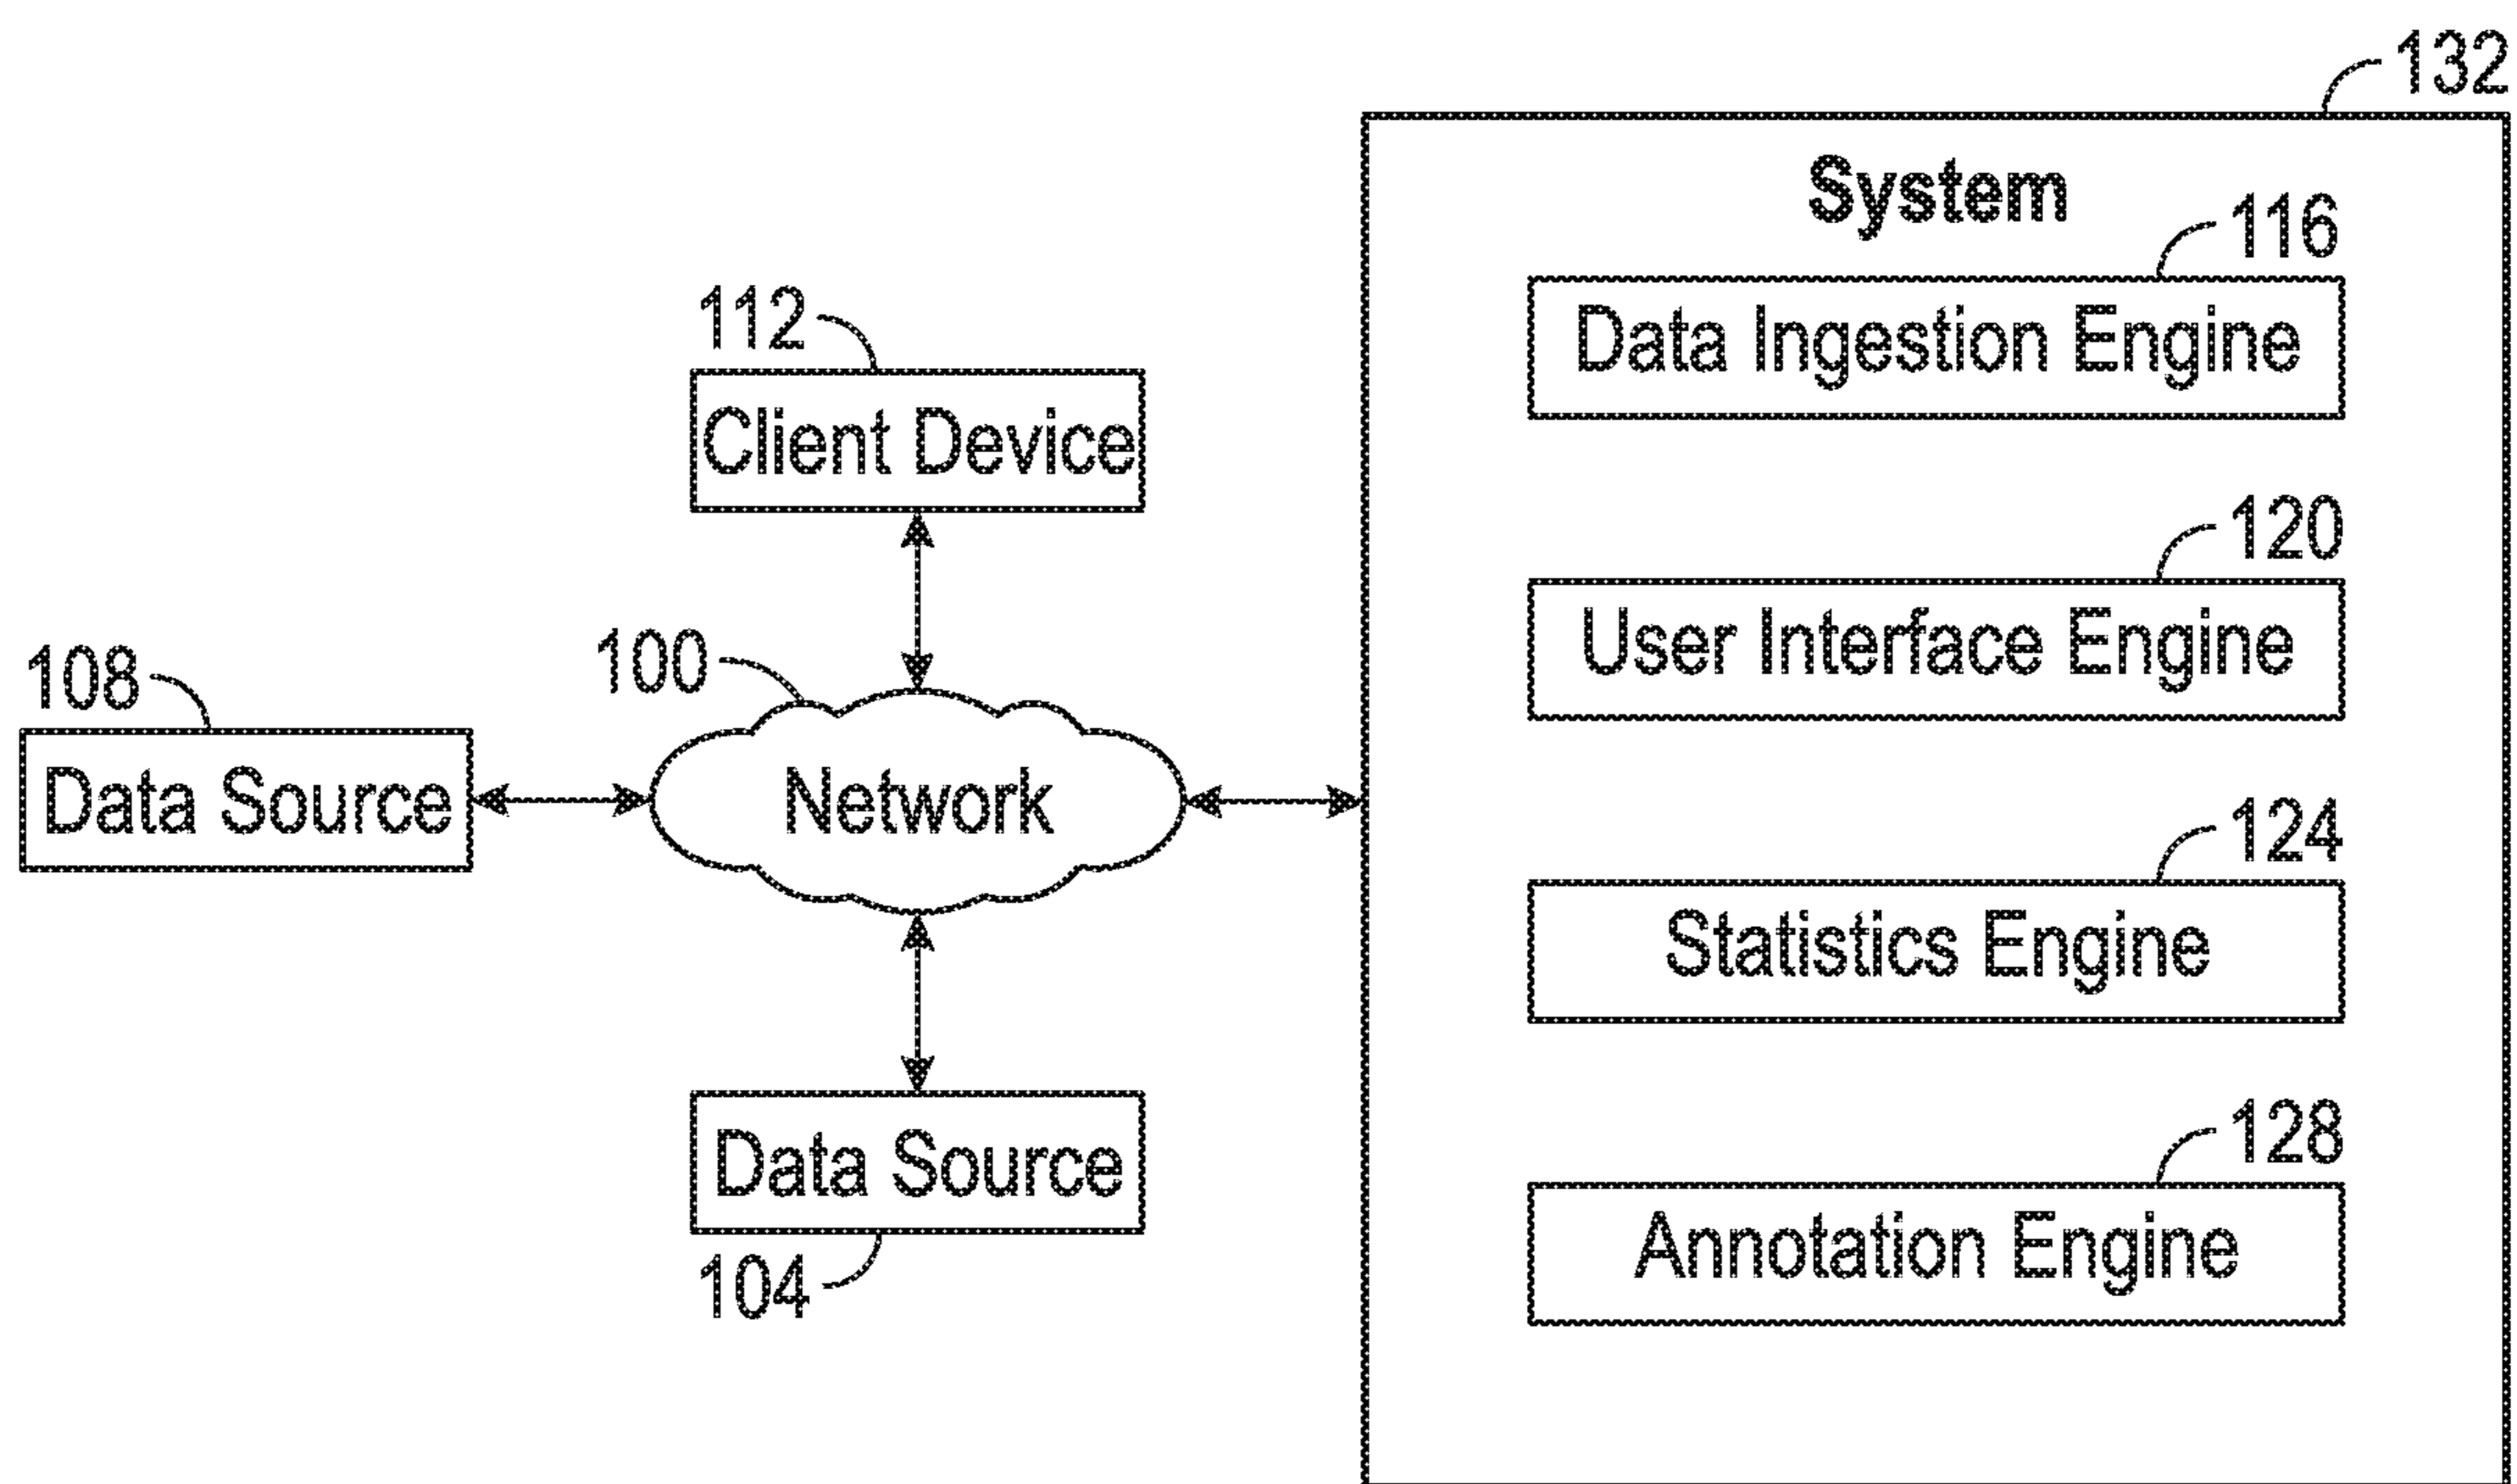 132
System
116
Data Ingestion Engine
112
Client Device
120
User Interface Engine
100
108
Network
Data Source
124
Statistics Engine
Data Source
104
128
Annotation Engine